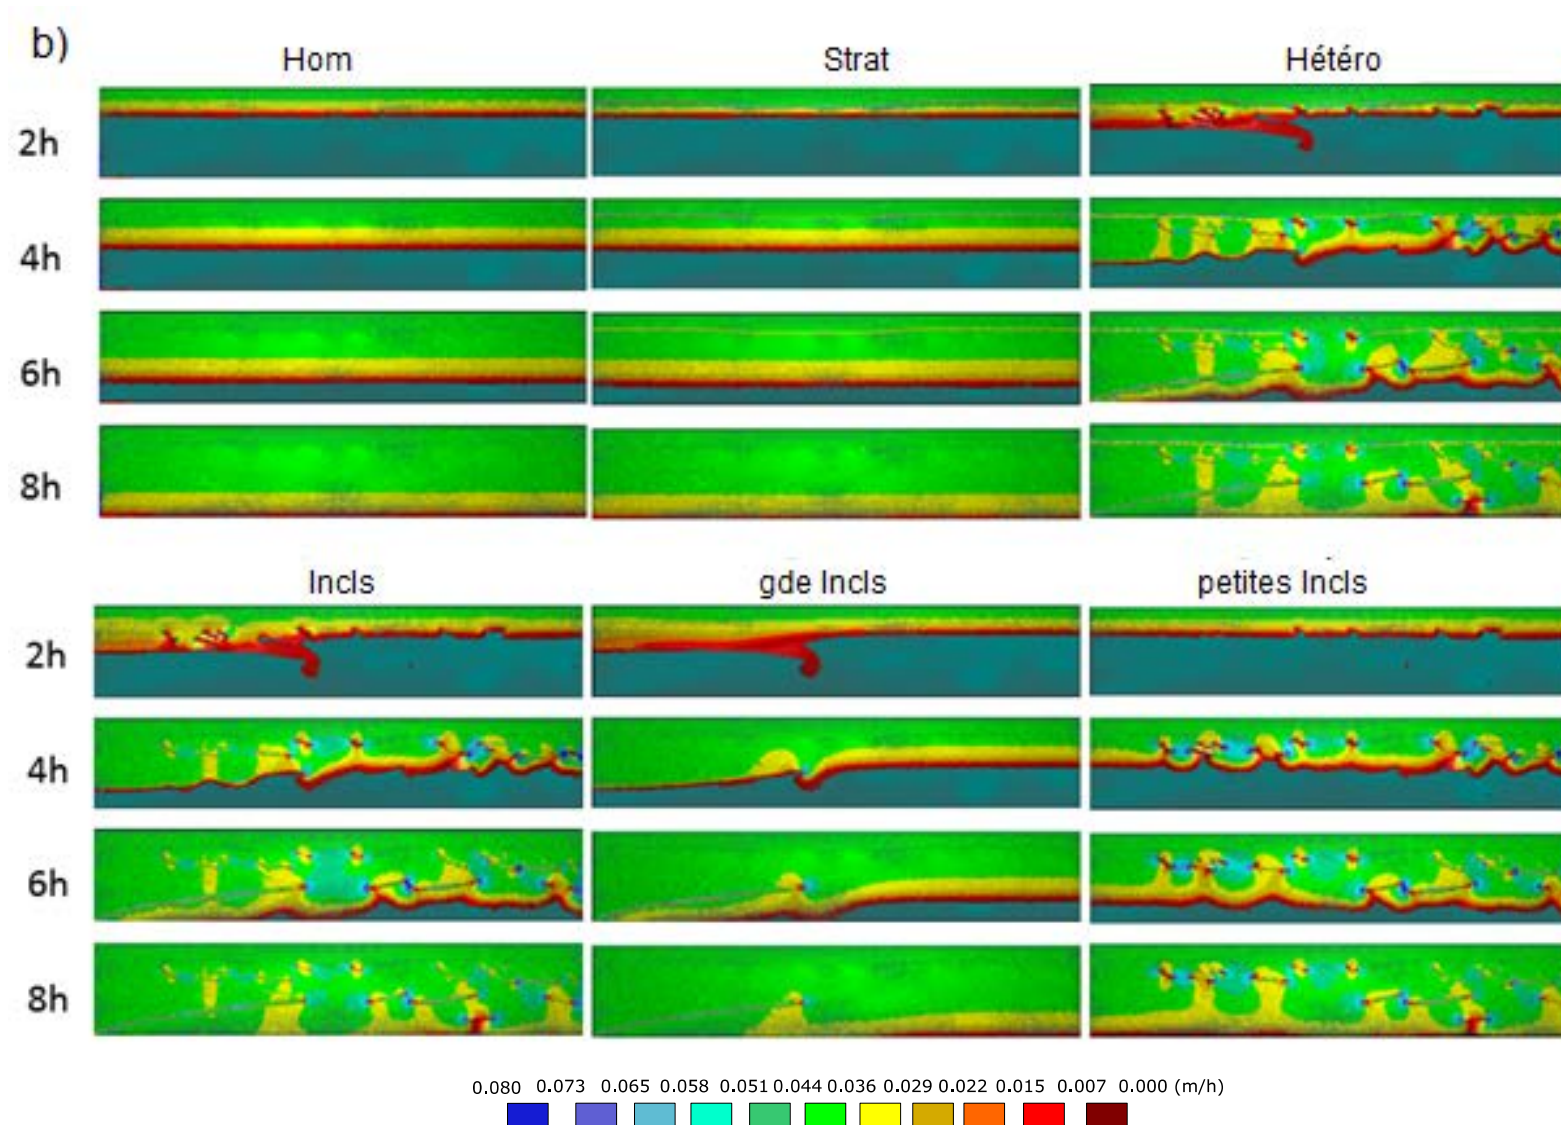 b)
Hom Strat Hétéro
2h
4h
6h
8h
Incls gde Incls petites Incls
2h
4h
6h
8h
0.080 0.073 0.065 0.058 0.051 0.044 0.036 0.029 0.022 0.015 0.007 0.000 (m/h)